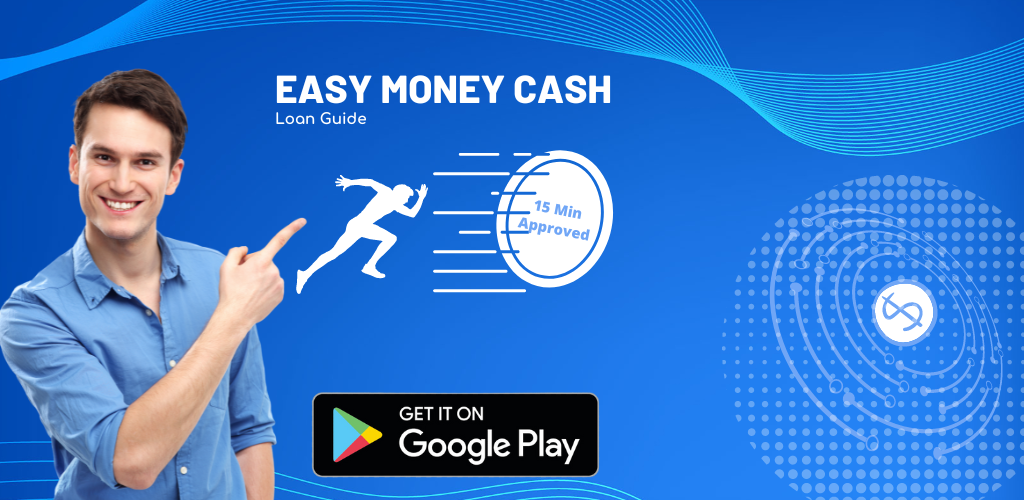 EASY MONEY CASH
Loan Guide
15 Min
Approved
GET IT ON
Google Play